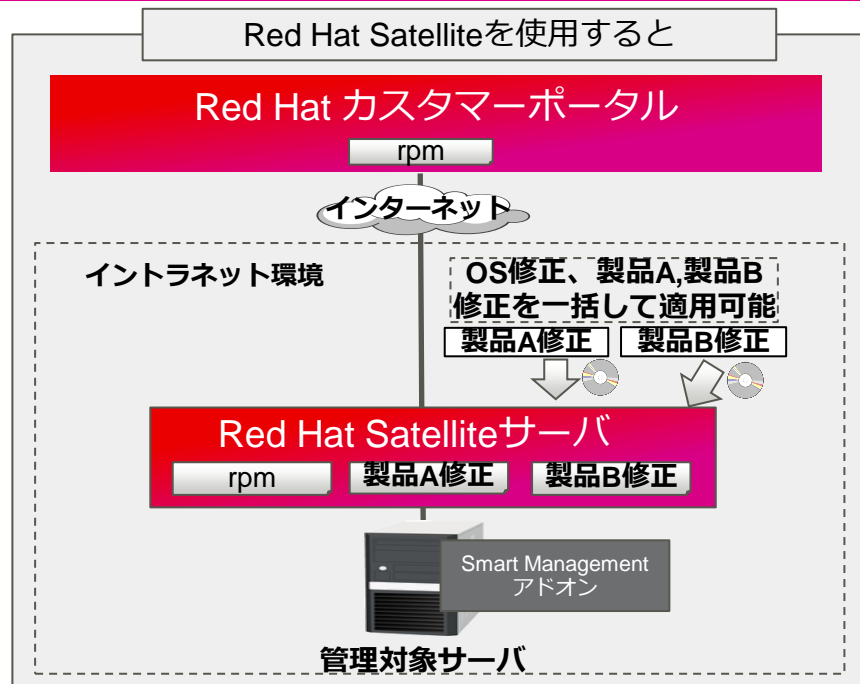 Red Hat Satelliteを使用すると
Red Hat カスタマーポータル
rpm
インターネット
イントラネット環境
OS修正、製品A,製品B
修正を一括して適用可能
製品A修正
製品B修正
Red Hat Satelliteサーバ
rpm
製品A修正
製品B修正
Smart Management
アドオン
管理対象サーバ